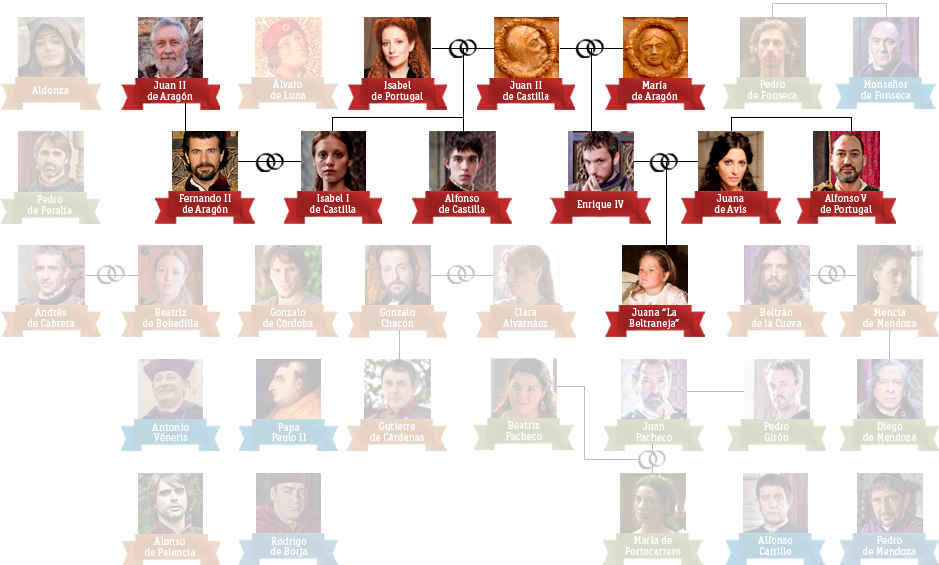 Aldonza
Juan II
de Aragón
Álvaro
de Luna
Isabel
de Portugal
Juan II
de Castilla
María
de Aragón
Pedro
de Fonseca
Monseñor
de Fonseca
Pedro
de Peralta
Fernando II
de Aragón
Isabel I
de Castilla
Alfonso
de Castilla
Enrique IV
Juana
de Avis
Alfonso V
de Portugal
Andrés
de Cabrera
Beatriz
de Bobadilla
Gonzalo
de Córdoba
Gonzalo
Chacón
Clara
Alvarnáez
Juana "La
Beltraneja"
Beltrán
de la Cueva
Mencia
de Mendoza
Antonio
Véneris
Papa
Paulo II
Gutierre
de Cárdenas
Beatriz
Pacheco
Juan
Pacheco
Pedro
Girón
Diego
de Mendoza
Alonso
de Palencia
Rodrigo
de Borja
María de
Portocarrero
Alfonso
Carrillo
Pedro
de Mendoza